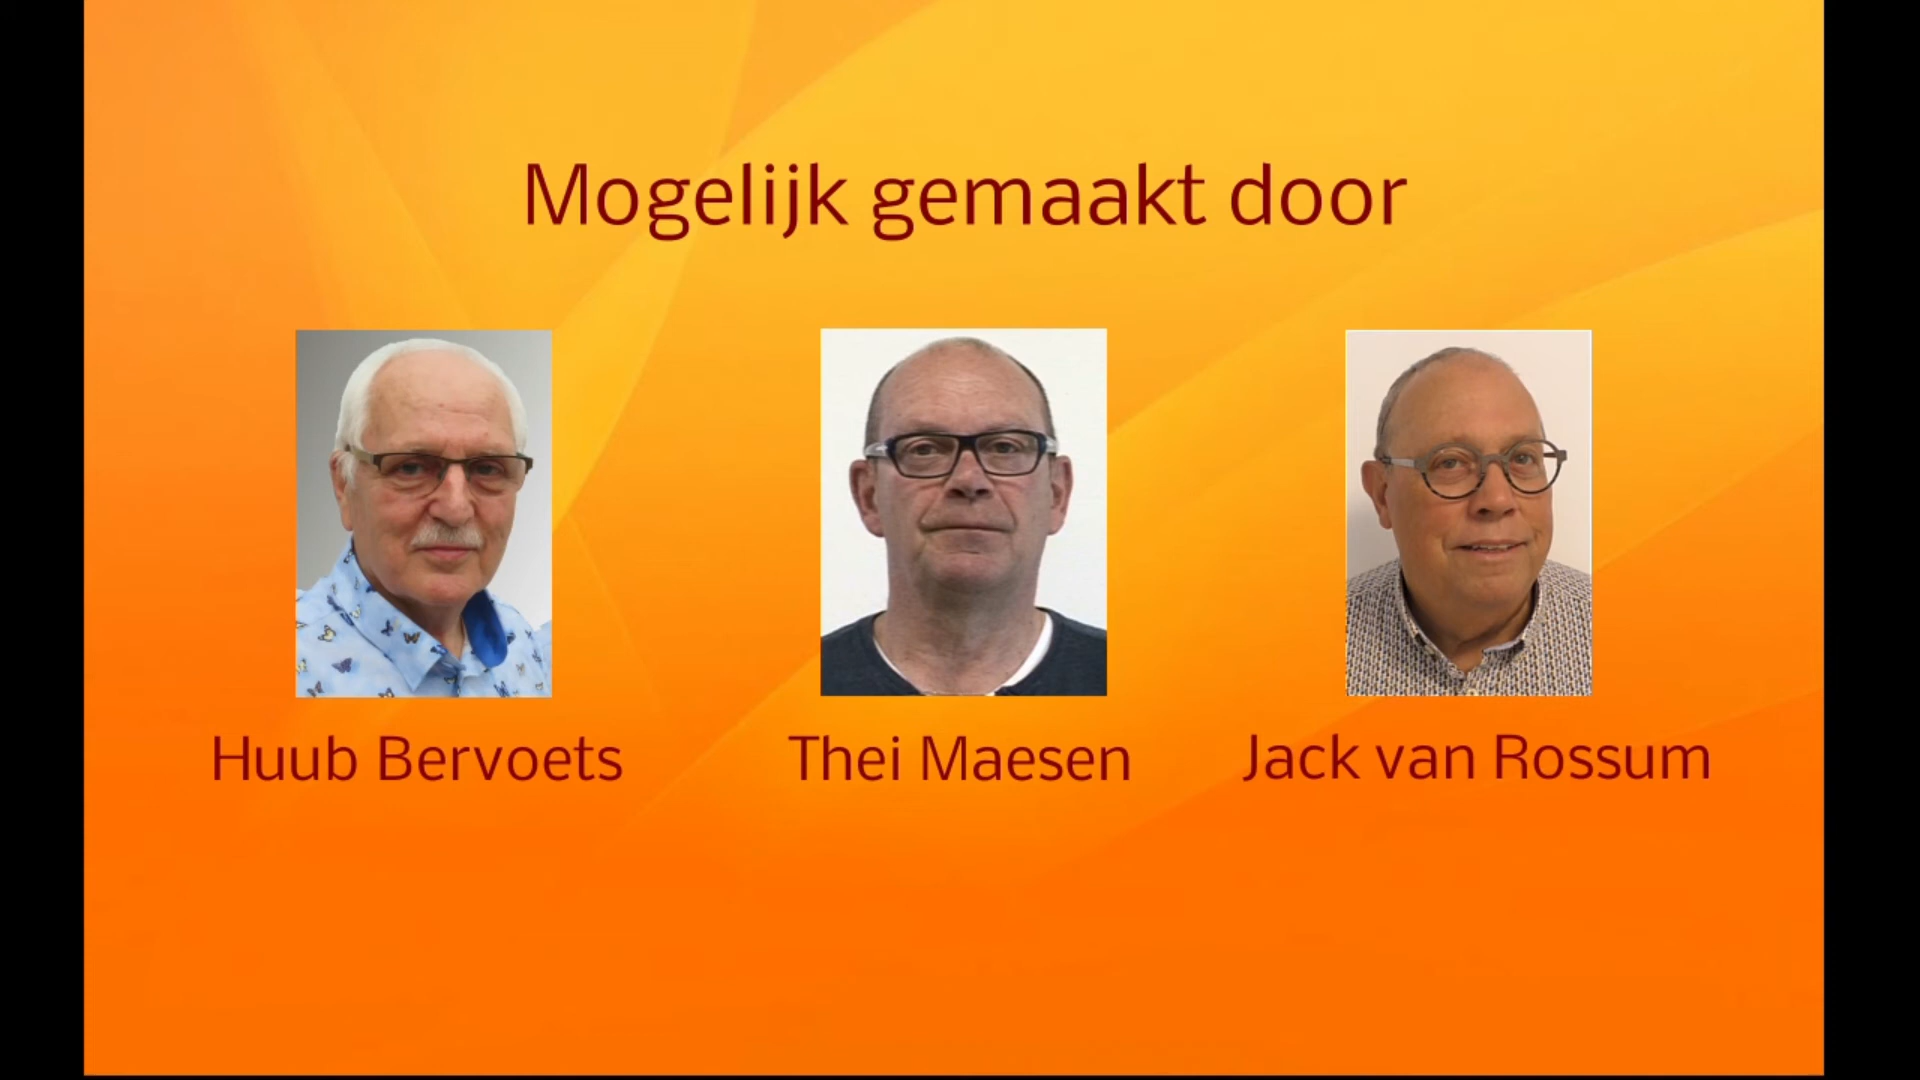 Mogelijk gemaakt door
Huub Bervoets
Thei Maesen
Jack van Rossum